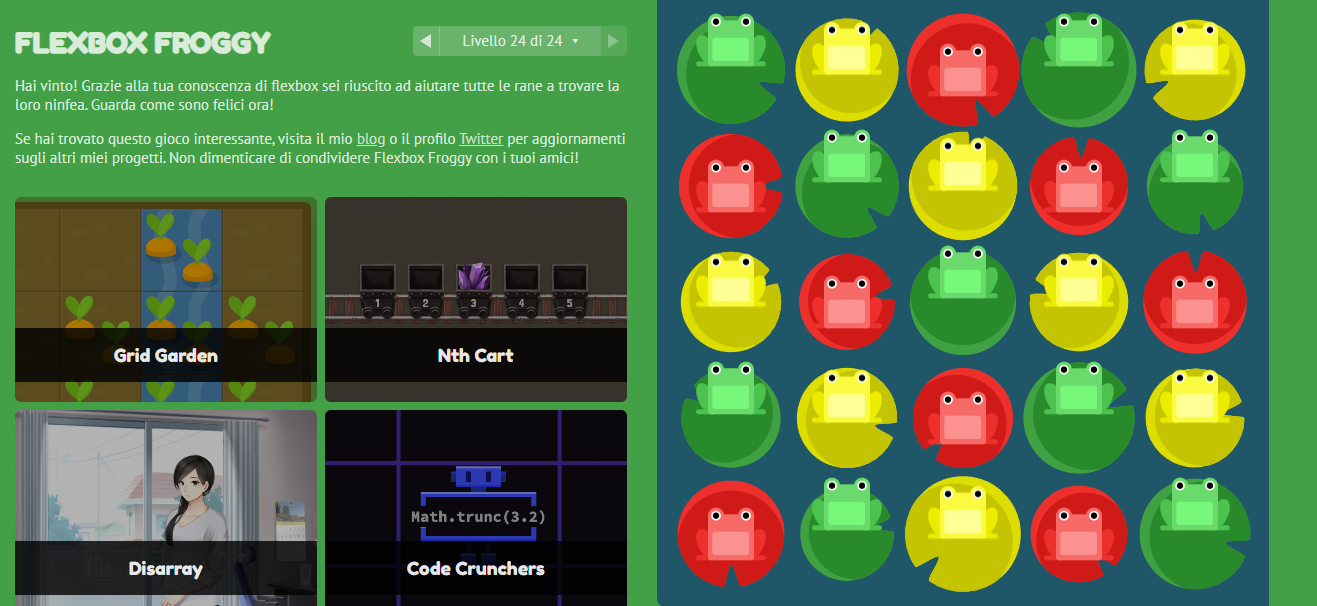 FLEXBOX FROGGY
Livello 24 di 24
Hai vinto! Grazie alla tua conoscenza di flexbox sei riuscito ad aiutare tutte le rane a trovare la
loro ninfea. Guarda come sono felici ora!
Se hai trovato questo gioco interessante, visita il mio blog o il profilo Twitter per aggiornamenti
sugli altri miei progetti. Non dimenticare di condividere Flexbox Froggy con i tuoi amici!
1 2 3 4 5
Grid Garden
Nth Cart
Math.trunc(3.2)
Disarray
Code Crunchers